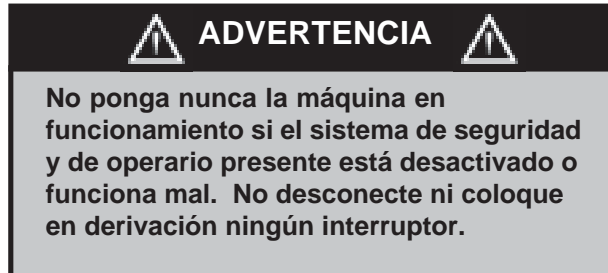 ADVERTENCIA
No ponga nunca la máquina en
funcionamiento si el sistema de seguridad
y de operario presente está desactivado o
funciona mal.  No desconecte ni coloque
en derivación ningún interruptor.